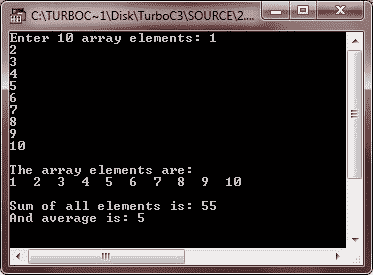 C:\TURBOC~1\Disk\TurboC3\SOURCE\2....
Enter 10 array elements: 1
2
3
4
5
6
7
8
9
10
The array elements are:
1  2  3  4  5  6  7  8  9  10
Sum of all elements is: 55
And average is: 5